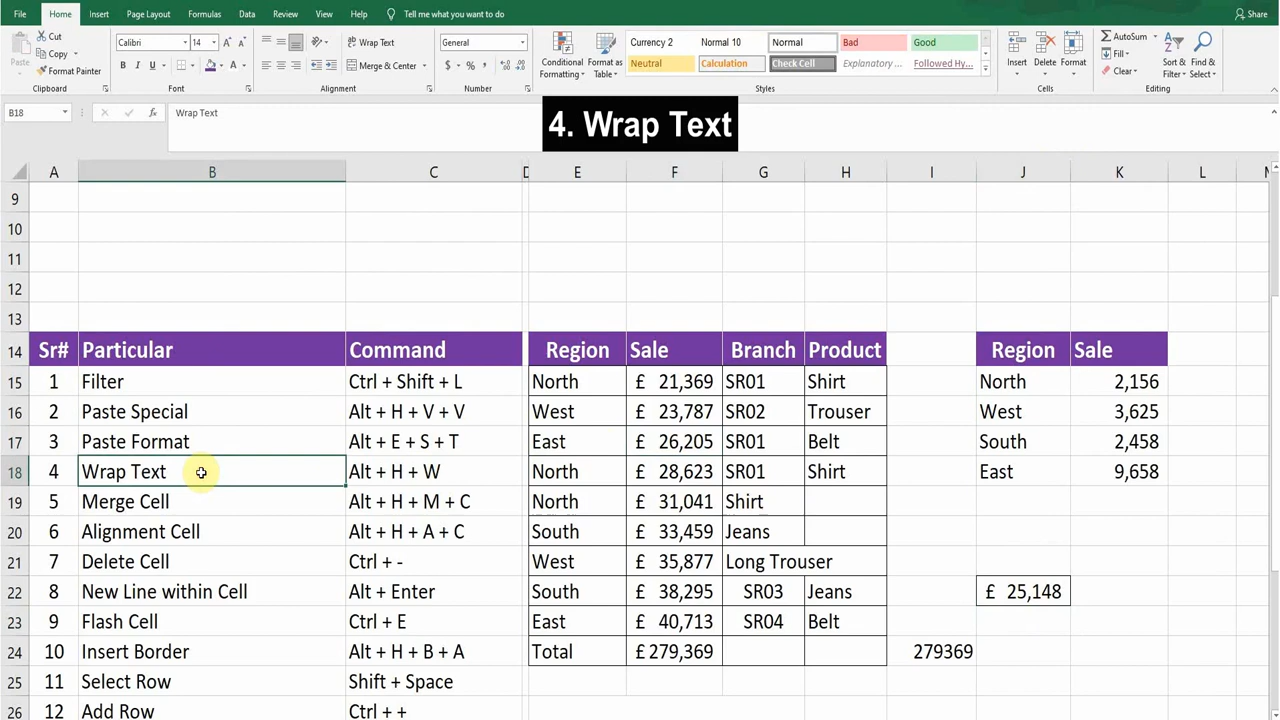 File Home Insert Page Layout Formulas Data Review View Help Tell me what you want to do Share
Cut Calibri 14 Wrap Text General Currency 2 Normal 10 Normal Bad Good AutoSum
Copy Fill
Paste Format Painter B I U Merge & Center $ % Conditional Formatting Format as Table Neutral Calculation Check Cell Explanatory ... Followed Hy... Insert Delete Format Clear Sort & Filter Find & Select
Clipboard Font Alignment Number Styles Cells Editing
B18 fx Wrap Text
4. Wrap Text
A B C D E F G H I J K L M
9
10
11
12
13
14 Sr# Particular Command Region Sale Branch Product Region Sale
15 1 Filter Ctrl + Shift + L North £ 21,369 SR01 Shirt North 2,156
16 2 Paste Special Alt + H + V + V West £ 23,787 SR02 Trouser West 3,625
17 3 Paste Format Alt + E + S + T East £ 26,205 SR01 Belt South 2,458
18 4 Wrap Text Alt + H + W North £ 28,623 SR01 Shirt East 9,658
19 5 Merge Cell Alt + H + M + C North £ 31,041 Shirt
20 6 Alignment Cell Alt + H + A + C South £ 33,459 Jeans
21 7 Delete Cell Ctrl + - West £ 35,877 Long Trouser
22 8 New Line within Cell Alt + Enter South £ 38,295 SR03 Jeans £ 25,148
23 9 Flash Cell Ctrl + E East £ 40,713 SR04 Belt
24 10 Insert Border Alt + H + B + A Total £ 279,369 279369
25 11 Select Row Shift + Space
26 12 Add Row Ctrl + +